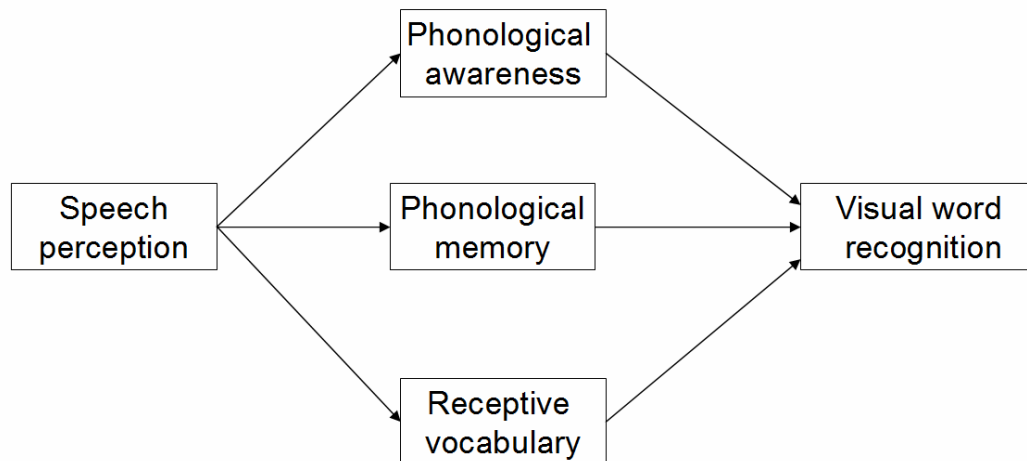 Phonological
awareness
Speech
perception
Phonological
memory
Visual word
recognition
Receptive
vocabulary